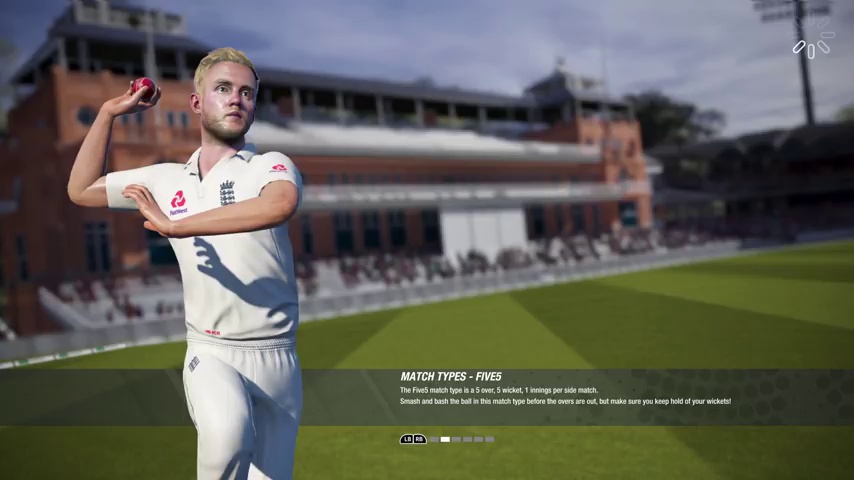 NatWest
MATCH TYPES - FIVE5
The Five5 match type is a 5 over, 5 wicket, 1 innings per side match.
Smash and bash the ball in this match type before the overs are out, but make sure you keep hold of your wickets!
LB RB